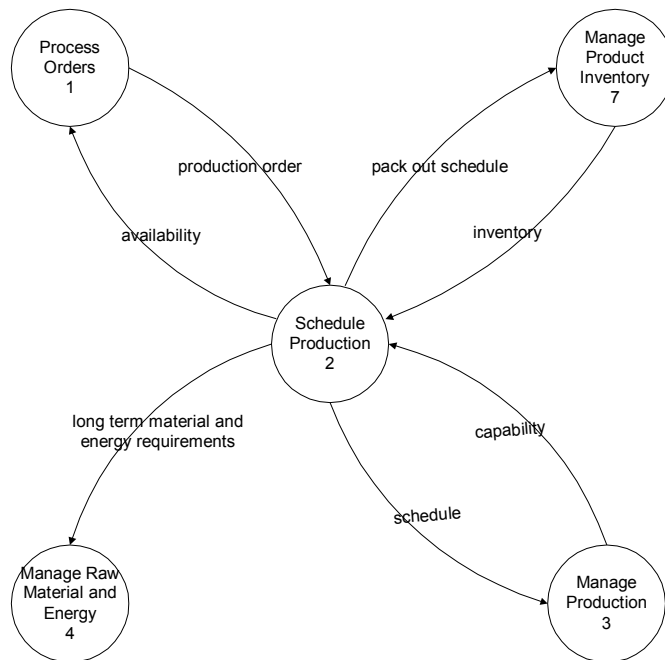 Process
Orders
1
Manage
Product
Inventory
7
production order
pack out schedule
availability
inventory
Schedule
Production
2
long term material and
energy requirements
capability
schedule
Manage Raw
Material and
Energy
4
Manage
Production
3